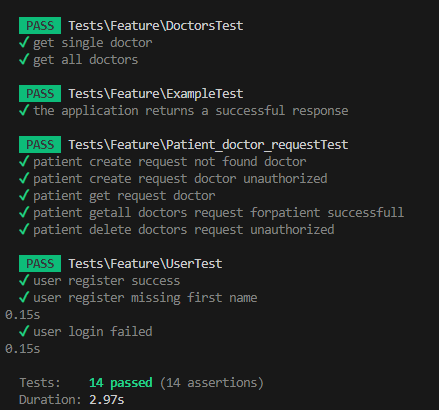 PASS Tests\Feature\DoctorsTest
✓ get single doctor
✓ get all doctors
PASS Tests\Feature\ExampleTest
✓ the application returns a successful response
PASS Tests\Feature\Patient_doctor_requestTest
✓ patient create request not found doctor
✓ patient create request doctor unauthorized
✓ patient get request doctor
✓ patient getall doctors request forpatient successfull
✓ patient delete doctors request unauthorized
PASS Tests\Feature\UserTest
✓ user register success
✓ user register missing first name
0.15s
✓ user login failed
0.15s
Tests: 14 passed (14 assertions)
Duration: 2.97s